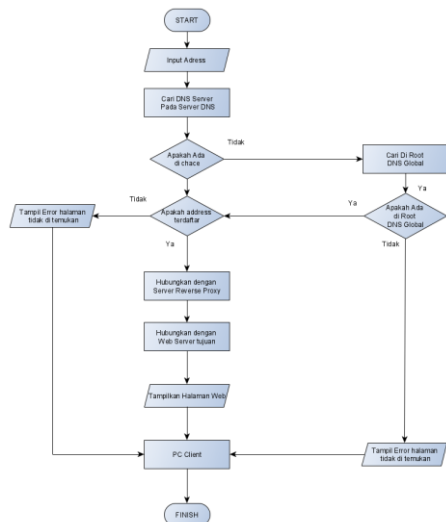 START
Input Adress
Cari DNS Server
Pada Server DNS
Apakah Ada
di chace
Tidak
Cari Di Root
DNS Global
Ya
Apakah Ada
di Root
DNS Global
Ya
Tidak
Apakah address
terdaftar
Tidak
Tampil Error halaman
tidak di temukan
Ya
Hubungkan dengan
Server Reverse Proxy
Hubungkan dengan
Web Server tujuan
Tampilkan Halaman Web
PC Client
Tampil Error halaman
tidak di temukan
FINISH